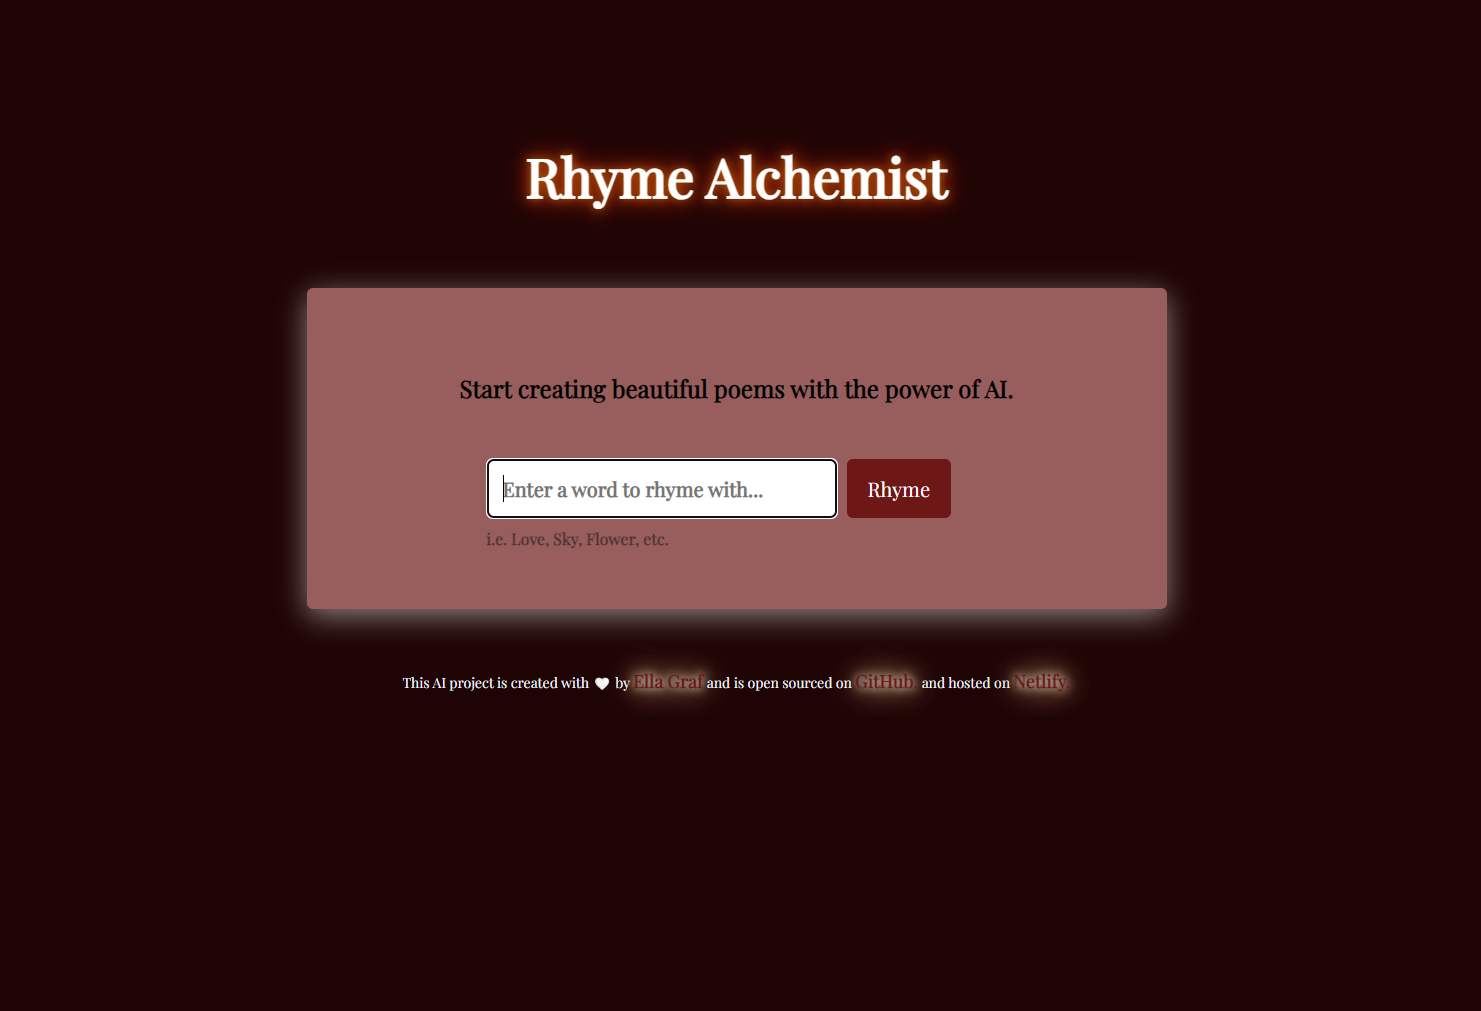 Rhyme Alchemist
Start creating beautiful poems with the power of AI.
Enter a word to rhyme with...
Rhyme
i.e. Love, Sky, Flower, etc.
This AI project is created with 🤍 by Ella Graf and is open sourced on GitHub, and hosted on Netlify.